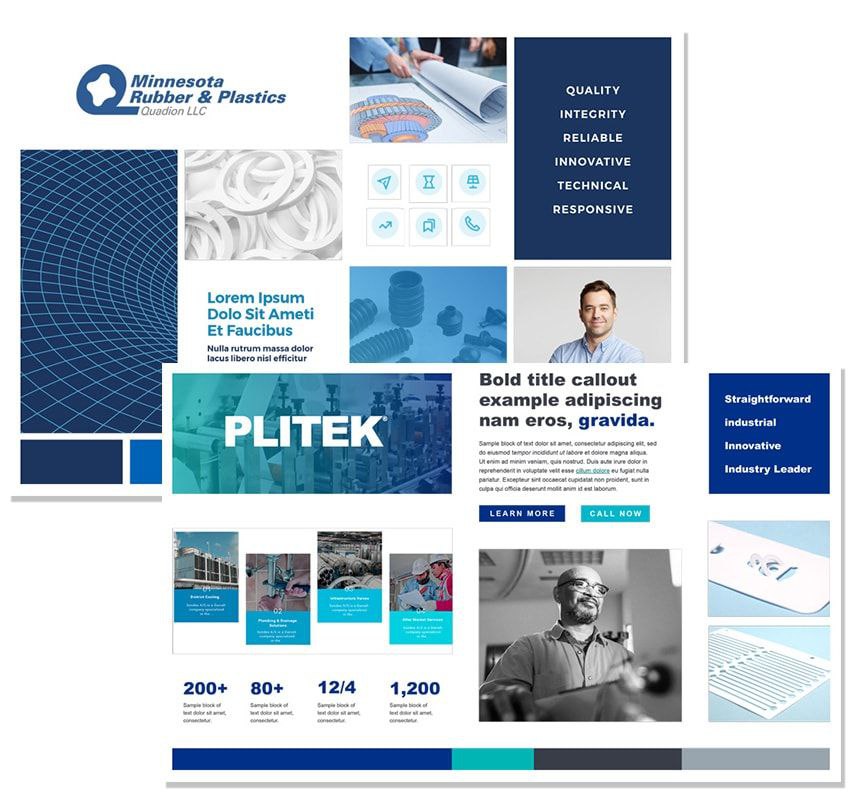 Minnesota
Rubber & Plastics
Quadion LLC
QUALITY
INTEGRITY
RELIABLE
INNOVATIVE
TECHNICAL
RESPONSIVE
Lorem Ipsum
Dolo Sit Ameti
Et Faucibus
Nulla rutrum massa dolor
lacus libero nisl efficitur
PLITEK®
Bold title callout
example adipiscing
nam eros, gravida.
Sample block of text dolor sit amet, consectetur adipiscing elit, sed
do eiusmod tempor incididunt ut labore et dolore magna aliqua.
Ut enim ad minim veniam, quis nostrud. Duis aute irure dolor in
reprehenderit in voluptate velit esse cillum dolore eu fugiat nulla
pariatur. Excepteur sint occaecat cupidatat non proident, sunt in
culpa qui officia deserunt mollit anim id est laborum.
LEARN MORE
CALL NOW
Straightforward
industrial
Innovative
Industry Leader
01
District Cooling
02
Plumbing & Drainage
Solutions
Infrastructure
After Market Services
200+
Sample block of
text dolor sit amet,
consectetur.
80+
Sample block of
text dolor sit amet,
consectetur.
12/4
Sample block of
text dolor sit amet,
consectetur.
1,200
Sample block of
text dolor sit amet,
consectetur.